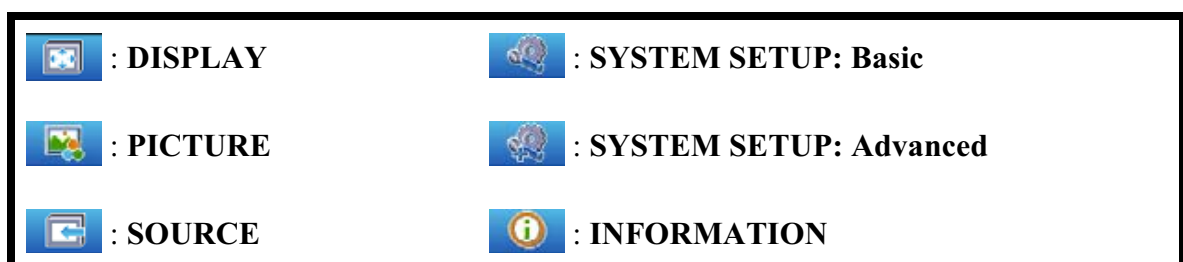 : DISPLAY : SYSTEM SETUP: Basic
: PICTURE : SYSTEM SETUP: Advanced
: SOURCE : INFORMATION